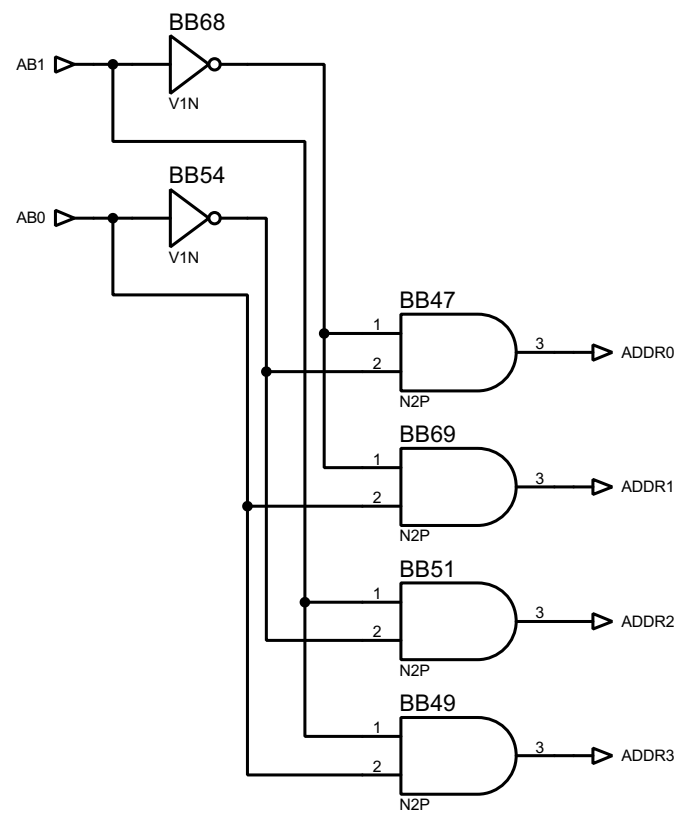 BB68
AB1
V1N
BB54
AB0
V1N
BB47
1
2
3
ADDR0
N2P
BB69
1
2
3
ADDR1
N2P
BB51
1
2
3
ADDR2
N2P
BB49
1
2
3
ADDR3
N2P